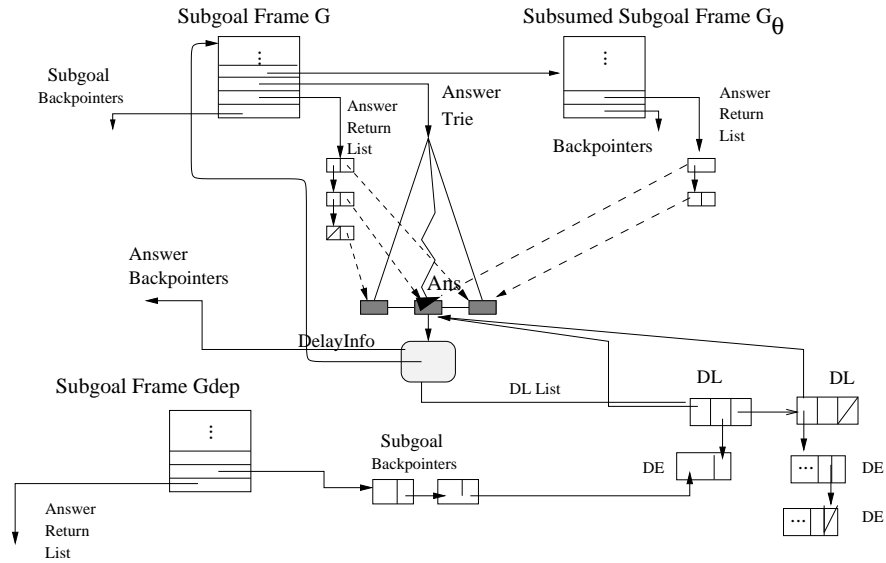 Subgoal Frame G
Subsumed Subgoal Frame Gθ
⋮
⋮
Subgoal
Backpointers
Answer
Return
List
Answer
Trie
Answer
Return
List
Backpointers
Answer
Backpointers
Ans
DelayInfo
Subgoal Frame Gdep
DL List
DL
DL
⋮
Subgoal
Backpointers
DE
...
DE
...
DE
Answer
Return
List